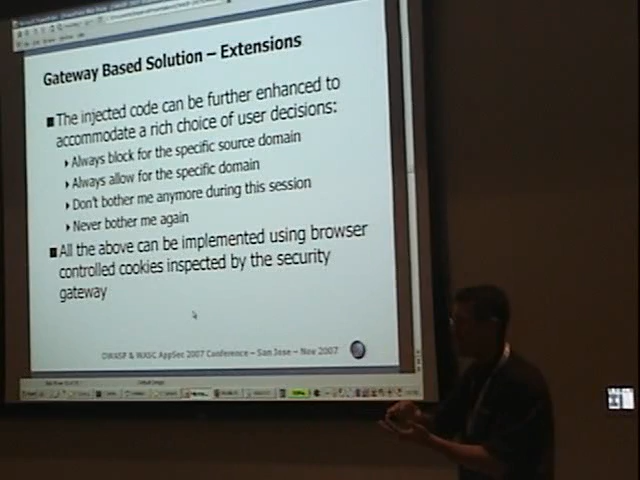 Gateway Based Solution – Extensions
■ The injected code can be further enhanced to
accommodate a rich choice of user decisions:
Always block for the specific source domain
Always allow for the specific domain
Don't bother me anymore during this session
Never bother me again
■ All the above can be implemented using browser
controlled cookies inspected by the security
gateway
OWASP & WASC AppSec 2007 Conference – San Jose – Nov 2007